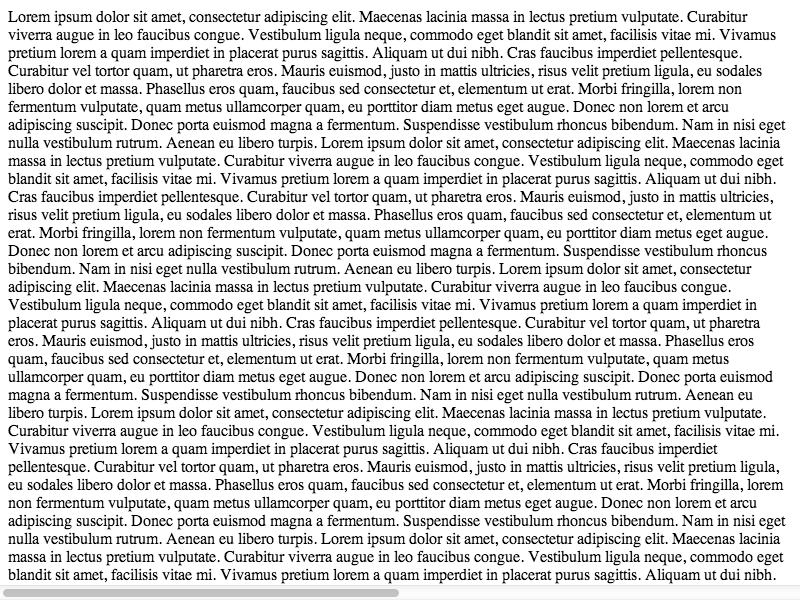 Lorem ipsum dolor sit amet, consectetur adipiscing elit. Maecenas lacinia massa in lectus pretium vulputate. Curabitur
viverra augue in leo faucibus congue. Vestibulum ligula neque, commodo eget blandit sit amet, facilisis vitae mi. Vivamus
pretium lorem a quam imperdiet in placerat purus sagittis. Aliquam ut dui nibh. Cras faucibus imperdiet pellentesque.
Curabitur vel tortor quam, ut pharetra eros. Mauris euismod, justo in mattis ultricies, risus velit pretium ligula, eu sodales
libero dolor et massa. Phasellus eros quam, faucibus sed consectetur et, elementum ut erat. Morbi fringilla, lorem non
fermentum vulputate, quam metus ullamcorper quam, eu porttitor diam metus eget augue. Donec non lorem et arcu
adipiscing suscipit. Donec porta euismod magna a fermentum. Suspendisse vestibulum rhoncus bibendum. Nam in nisi eget
nulla vestibulum rutrum. Aenean eu libero turpis. Lorem ipsum dolor sit amet, consectetur adipiscing elit. Maecenas lacinia
massa in lectus pretium vulputate. Curabitur viverra augue in leo faucibus congue. Vestibulum ligula neque, commodo eget
blandit sit amet, facilisis vitae mi. Vivamus pretium lorem a quam imperdiet in placerat purus sagittis. Aliquam ut dui nibh.
Cras faucibus imperdiet pellentesque. Curabitur vel tortor quam, ut pharetra eros. Mauris euismod, justo in mattis ultricies,
risus velit pretium ligula, eu sodales libero dolor et massa. Phasellus eros quam, faucibus sed consectetur et, elementum ut
erat. Morbi fringilla, lorem non fermentum vulputate, quam metus ullamcorper quam, eu porttitor diam metus eget augue.
Donec non lorem et arcu adipiscing suscipit. Donec porta euismod magna a fermentum. Suspendisse vestibulum rhoncus
bibendum. Nam in nisi eget nulla vestibulum rutrum. Aenean eu libero turpis. Lorem ipsum dolor sit amet, consectetur
adipiscing elit. Maecenas lacinia massa in lectus pretium vulputate. Curabitur viverra augue in leo faucibus congue.
Vestibulum ligula neque, commodo eget blandit sit amet, facilisis vitae mi. Vivamus pretium lorem a quam imperdiet in
placerat purus sagittis. Aliquam ut dui nibh. Cras faucibus imperdiet pellentesque. Curabitur vel tortor quam, ut pharetra
eros. Mauris euismod, justo in mattis ultricies, risus velit pretium ligula, eu sodales libero dolor et massa. Phasellus eros
quam, faucibus sed consectetur et, elementum ut erat. Morbi fringilla, lorem non fermentum vulputate, quam metus
ullamcorper quam, eu porttitor diam metus eget augue. Donec non lorem et arcu adipiscing suscipit. Donec porta euismod
magna a fermentum. Suspendisse vestibulum rhoncus bibendum. Nam in nisi eget nulla vestibulum rutrum. Aenean eu
libero turpis. Lorem ipsum dolor sit amet, consectetur adipiscing elit. Maecenas lacinia massa in lectus pretium vulputate.
Curabitur viverra augue in leo faucibus congue. Vestibulum ligula neque, commodo eget blandit sit amet, facilisis vitae mi.
Vivamus pretium lorem a quam imperdiet in placerat purus sagittis. Aliquam ut dui nibh. Cras faucibus imperdiet
pellentesque. Curabitur vel tortor quam, ut pharetra eros. Mauris euismod, justo in mattis ultricies, risus velit pretium ligula,
eu sodales libero dolor et massa. Phasellus eros quam, faucibus sed consectetur et, elementum ut erat. Morbi fringilla, lorem
non fermentum vulputate, quam metus ullamcorper quam, eu porttitor diam metus eget augue. Donec non lorem et arcu
adipiscing suscipit. Donec porta euismod magna a fermentum. Suspendisse vestibulum rhoncus bibendum. Nam in nisi eget
nulla vestibulum rutrum. Aenean eu libero turpis. Lorem ipsum dolor sit amet, consectetur adipiscing elit. Maecenas lacinia
massa in lectus pretium vulputate. Curabitur viverra augue in leo faucibus congue. Vestibulum ligula neque, commodo eget
blandit sit amet, facilisis vitae mi. Vivamus pretium lorem a quam imperdiet in placerat purus sagittis. Aliquam ut dui nibh.